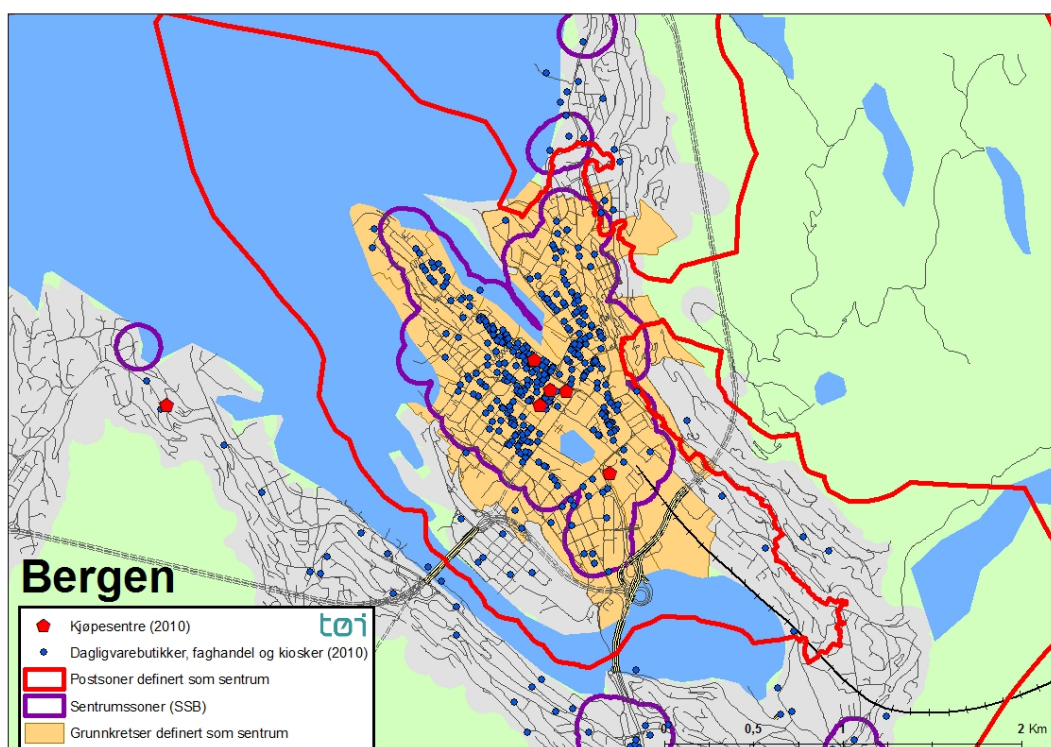 Bergen
tøi
Kjøpesentre (2010)
Dagligvarebutikker, faghandel og kiosker (2010)
Postsoner definert som sentrum
Sentrumssoner (SSB)
Grunnkretser definert som sentrum
0 0,5 1 2 Km